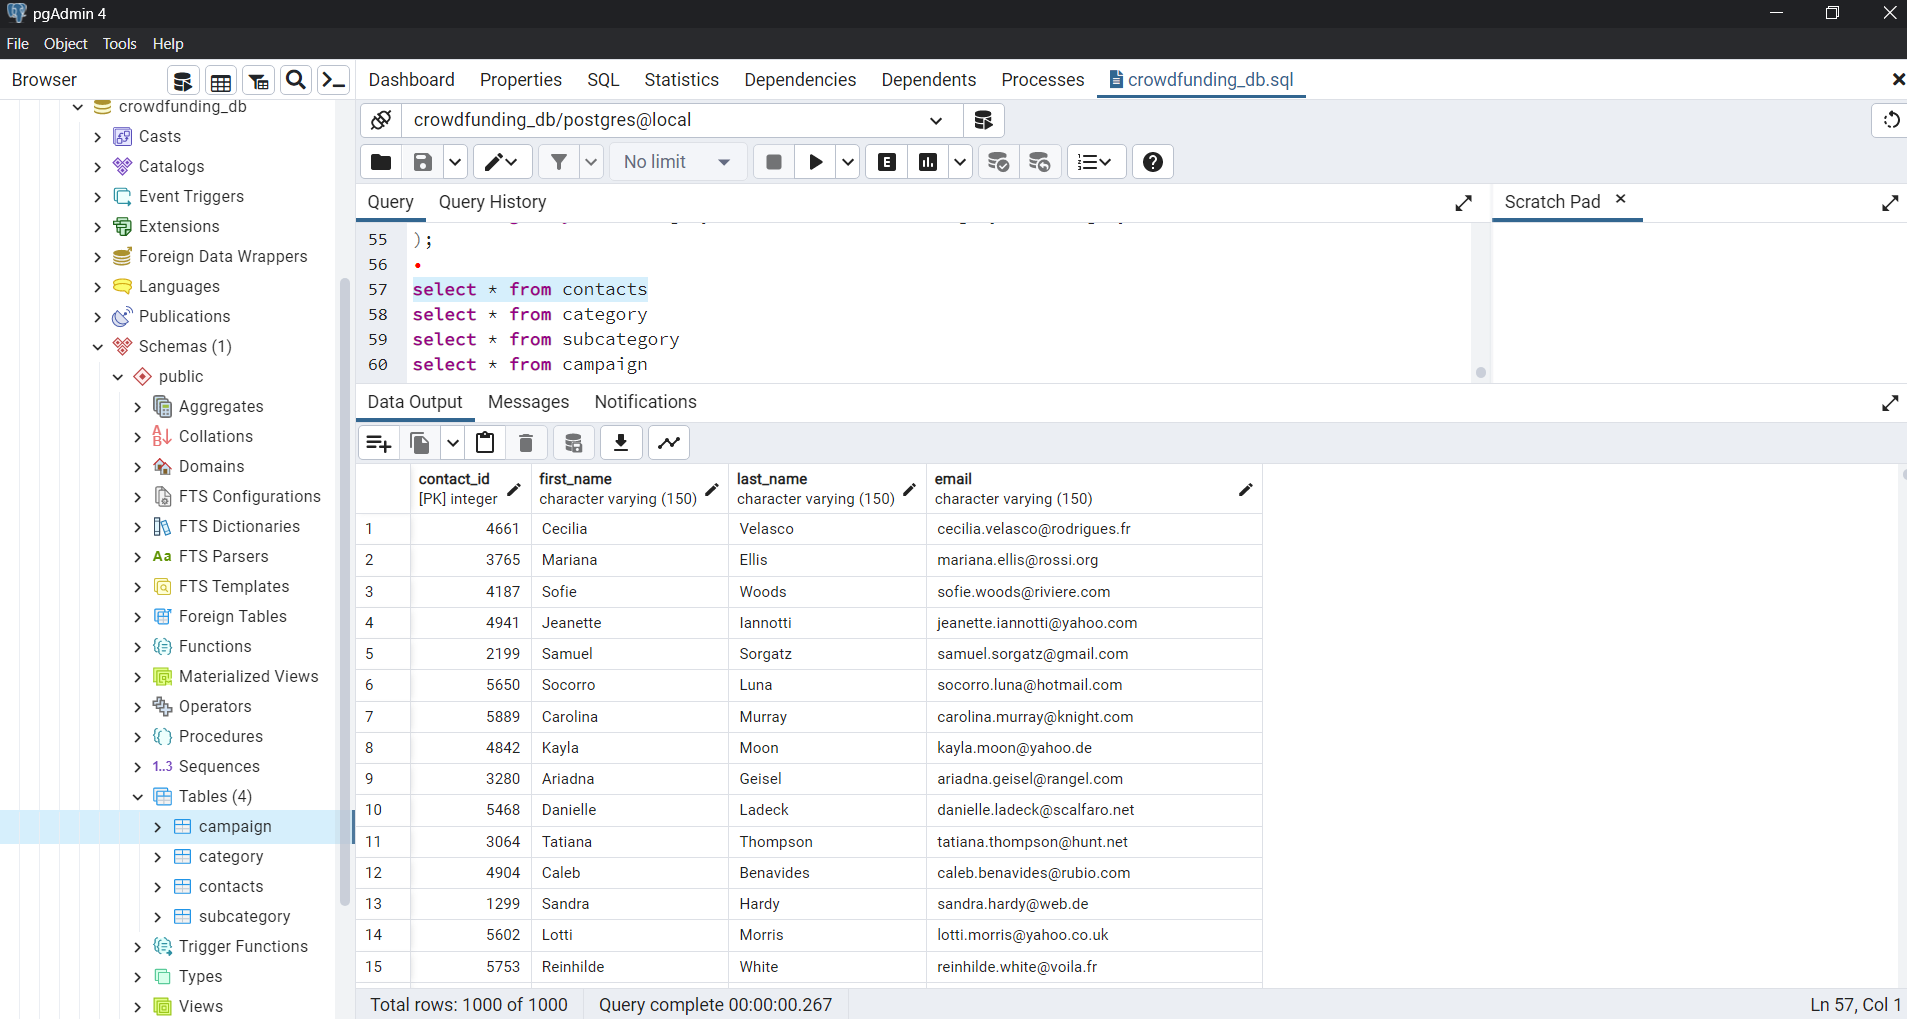 pgAdmin 4
File Object Tools Help
Browser
Dashboard Properties SQL Statistics Dependencies Dependents Processes crowdfunding_db.sql
crowdfunding_db
Casts
Catalogs
Event Triggers
Extensions
Foreign Data Wrappers
Languages
Publications
Schemas (1)
public
Aggregates
Collations
Domains
FTS Configurations
FTS Dictionaries
Aa FTS Parsers
FTS Templates
Foreign Tables
Functions
Materialized Views
Operators
Procedures
1..3 Sequences
Tables (4)
campaign
category
contacts
subcategory
Trigger Functions
Types
Views
crowdfunding_db/postgres@local
No limit
E
Query Query History
Scratch Pad
55 );
56
57 select * from contacts
58 select * from category
59 select * from subcategory
60 select * from campaign
Data Output Messages Notifications
contact_id first_name last_name email
[PK] integer character varying (150) character varying (150) character varying (150)
1 4661 Cecilia Velasco cecilia.velasco@rodrigues.fr
2 3765 Mariana Ellis mariana.ellis@rossi.org
3 4187 Sofie Woods sofie.woods@riviere.com
4 4941 Jeanette Iannotti jeanette.iannotti@yahoo.com
5 2199 Samuel Sorgatz samuel.sorgatz@gmail.com
6 5650 Socorro Luna socorro.luna@hotmail.com
7 5889 Carolina Murray carolina.murray@knight.com
8 4842 Kayla Moon kayla.moon@yahoo.de
9 3280 Ariadna Geisel ariadna.geisel@rangel.com
10 5468 Danielle Ladeck danielle.ladeck@scalfaro.net
11 3064 Tatiana Thompson tatiana.thompson@hunt.net
12 4904 Caleb Benavides caleb.benavides@rubio.com
13 1299 Sandra Hardy sandra.hardy@web.de
14 5602 Lotti Morris lotti.morris@yahoo.co.uk
15 5753 Reinhilde White reinhilde.white@voila.fr
Total rows: 1000 of 1000 Query complete 00:00:00.267
Ln 57, Col 1